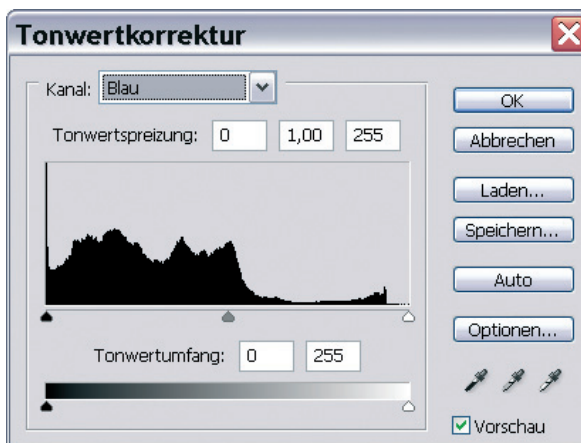 Tonwertkorrektur
Kanal: Blau
Tonwertspreizung: 0 1,00 255
Tonwertumfang: 0 255
OK
Abbrechen
Laden...
Speichern...
Auto
Optionen...
Vorschau